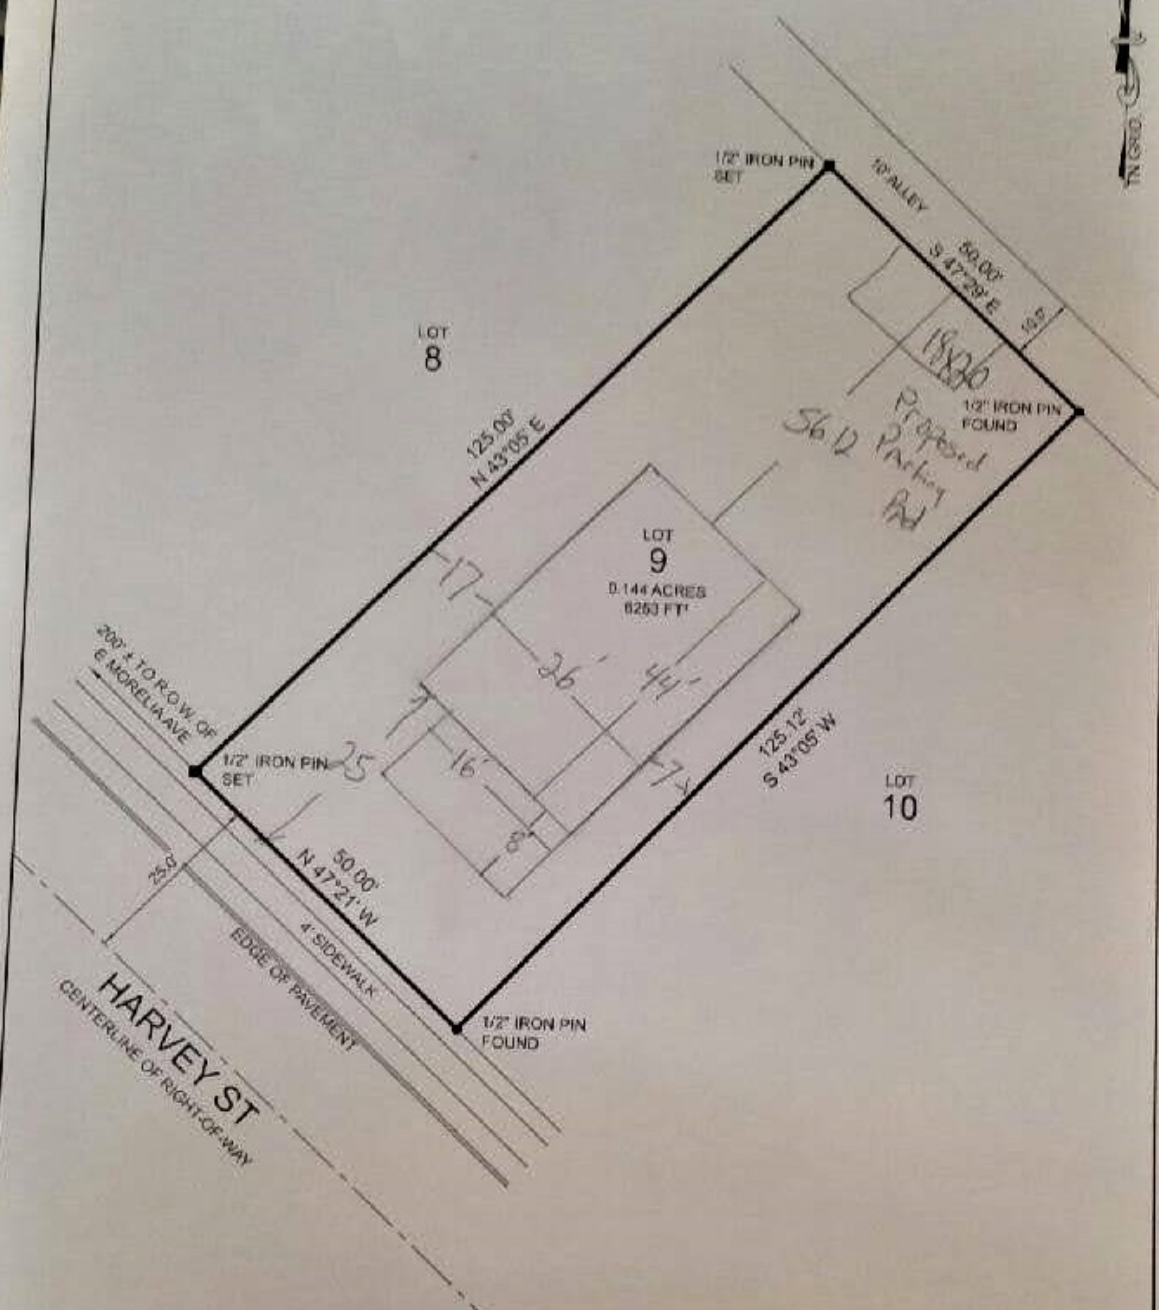 TN GRID
1/2" IRON PIN
SET
10' ALLEY
50.00'
S 47°29' E
10.0'
18x20
1/2" IRON PIN
FOUND
Proposed
Parking
Pad
LOT
8
125.00'
N 43°05' E
LOT
9
0.144 ACRES
6253 FT²
17
26'
44'
7
25
16'
8'
125.12'
S 43°05' W
LOT
10
200' ± TO R.O.W. OF
E MORELIA AVE
1/2" IRON PIN
SET
50.00'
N 47°21' W
25.0'
4' SIDEWALK
EDGE OF PAVEMENT
1/2" IRON PIN
FOUND
HARVEY ST
CENTERLINE OF RIGHT-OF-WAY